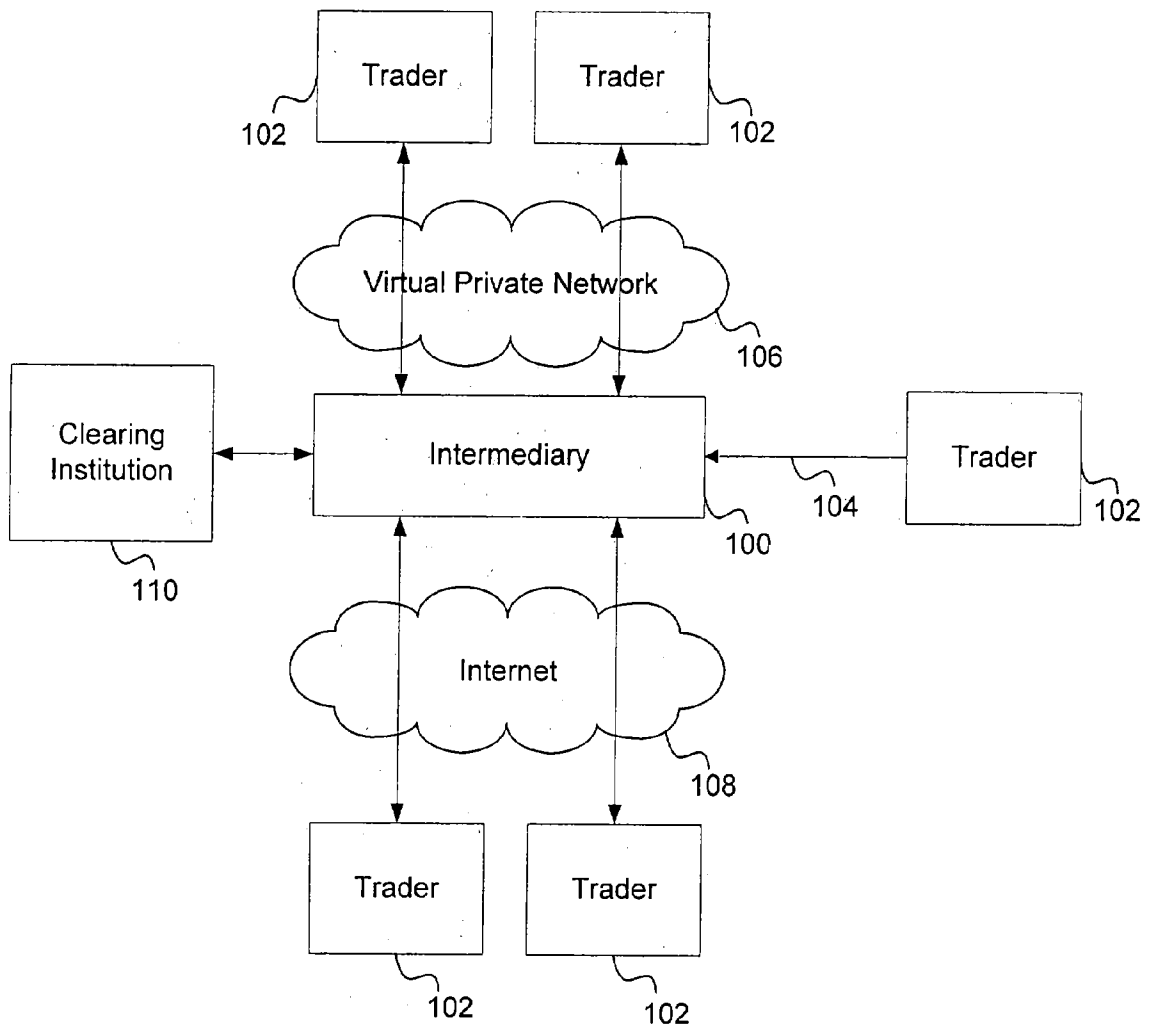 Trader
Trader
102
102
Virtual Private Network
106
Clearing
Institution
Intermediary
Trader
104
102
100
110
Internet
108
Trader
Trader
102
102